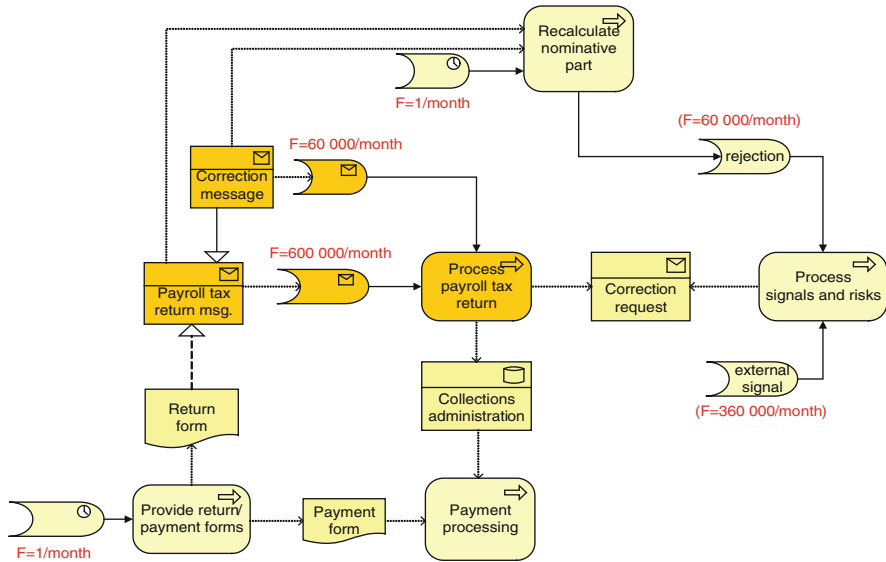 Recalculate
nominative
part
F=1/month
(F=60 000/month)
rejection
F=60 000/month
Correction
message
F=600 000/month
Payroll tax
return msg.
Process
payroll tax
return
Correction
request
Process
signals and risks
external
signal
(F=360 000/month)
Collections
administration
Return
form
Provide return/
payment forms
Payment
form
Payment
processing
F=1/month